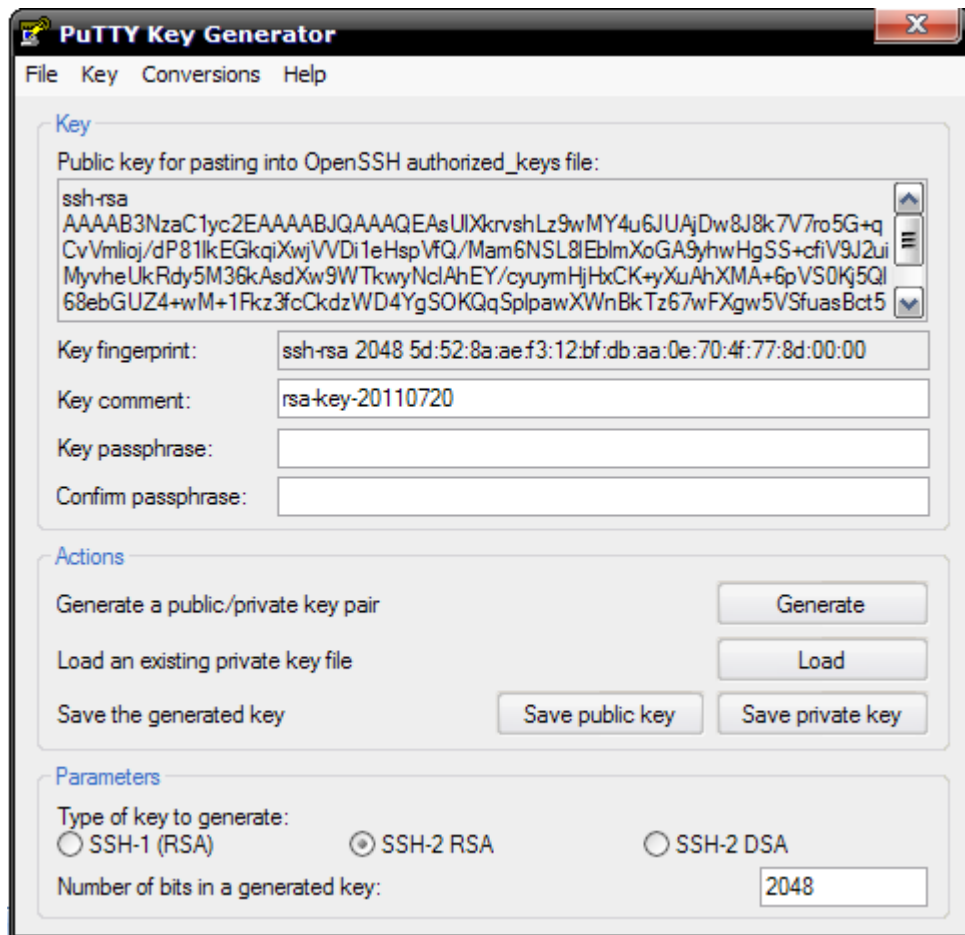 PuTTY Key Generator
File Key Conversions Help
Key
Public key for pasting into OpenSSH authorized_keys file:
ssh-rsa
AAAAB3NzaC1yc2EAAAABJQAAAQEAsUlXkrvshLz9wMY4u6JUAjDw8J8k7V7ro5G+q
CvVmlioj/dP81lkEGkqiXwjVVDi1eHspVfQ/Mam6NSL8lEblmXoGA9yhwHgSS+cfiV9J2ui
MyvheUkRdy5M36kAsdXw9WTkwyNclAhEY/cyuymHjHxCK+yXuAhXMA+6pVS0Kj5Ql
68ebGUZ4+wM+1Fkz3fcCkdzWD4YgSOKQqSplpawXWnBkTz67wFXgw5VSfuasBct5
Key fingerprint: ssh-rsa 2048 5d:52:8a:ae:f3:12:bf:db:aa:0e:70:4f:77:8d:00:00
Key comment: rsa-key-20110720
Key passphrase:
Confirm passphrase:
Actions
Generate a public/private key pair Generate
Load an existing private key file Load
Save the generated key Save public key Save private key
Parameters
Type of key to generate:
SSH-1 (RSA) SSH-2 RSA SSH-2 DSA
Number of bits in a generated key: 2048